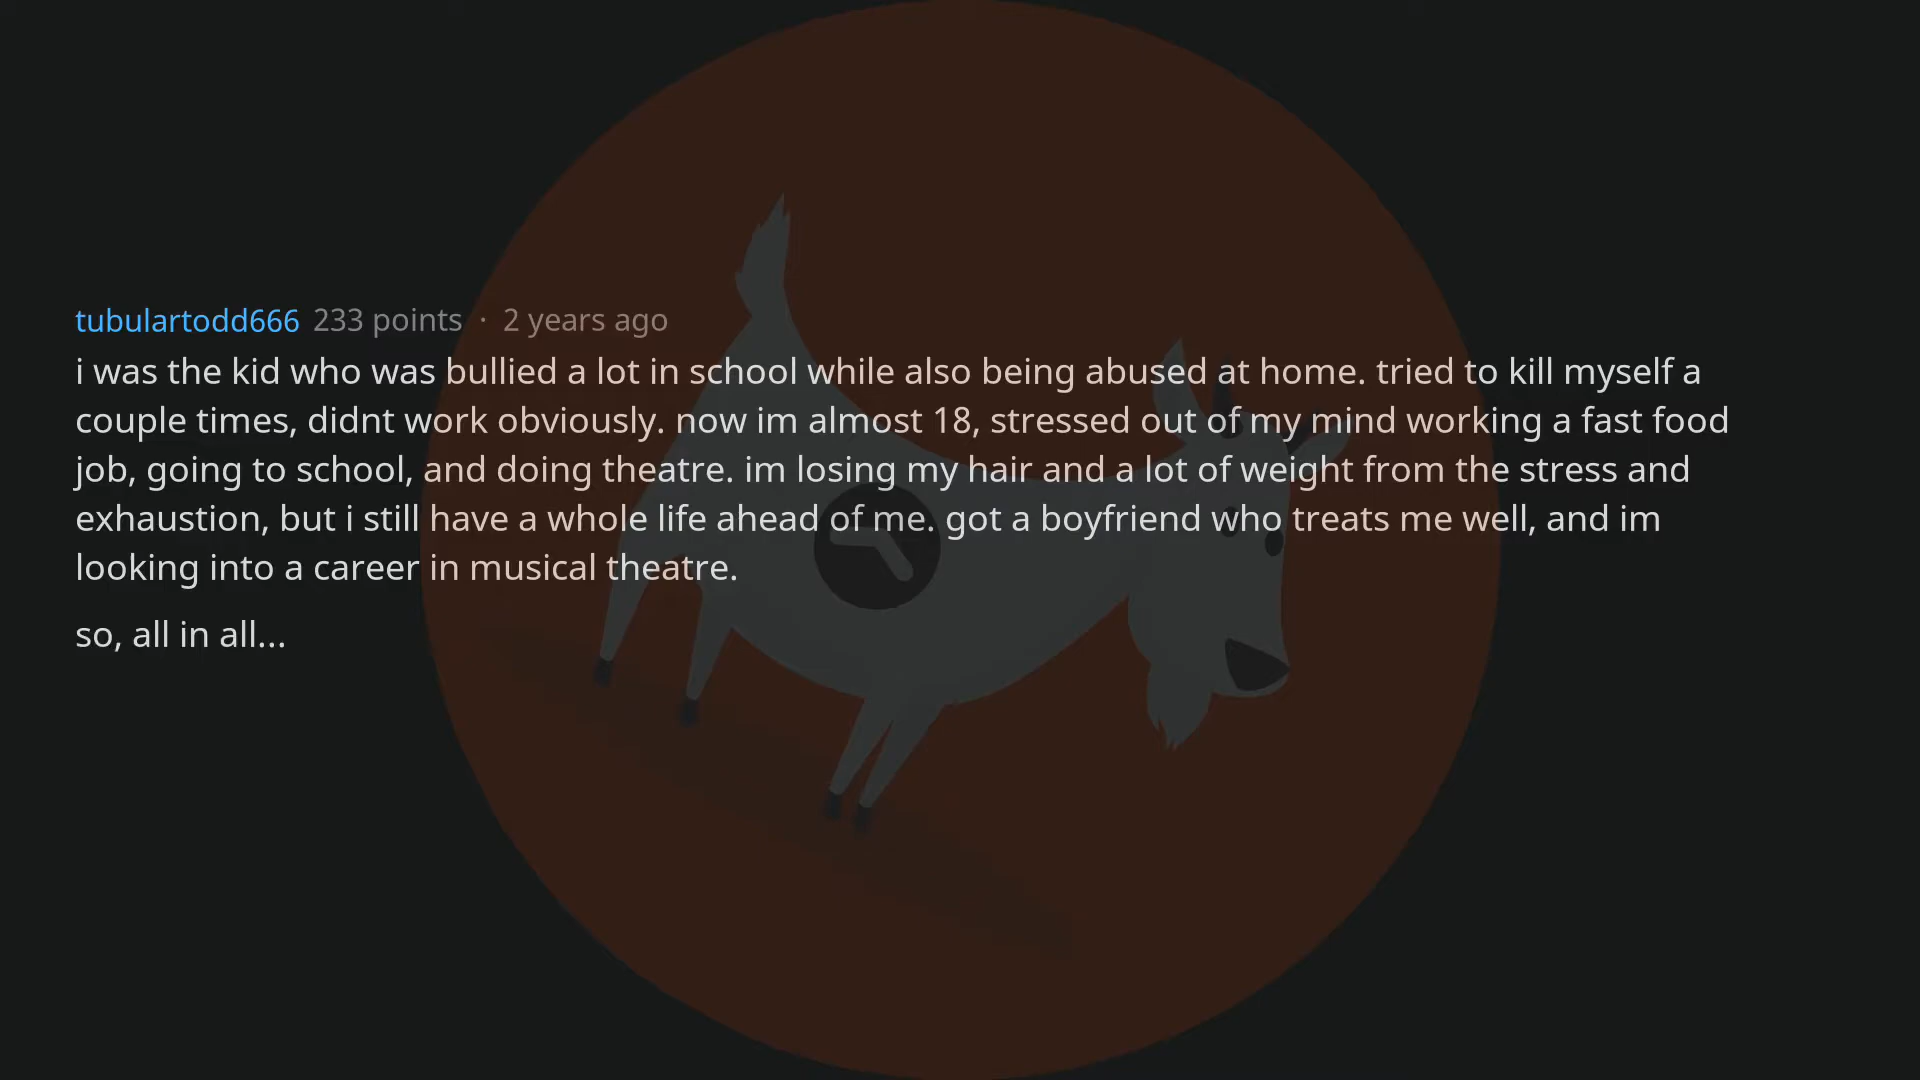 tubulartodd666 233 points · 2 years ago
i was the kid who was bullied a lot in school while also being abused at home. tried to kill myself a
couple times, didnt work obviously. now im almost 18, stressed out of my mind working a fast food
job, going to school, and doing theatre. im losing my hair and a lot of weight from the stress and
exhaustion, but i still have a whole life ahead of me. got a boyfriend who treats me well, and im
looking into a career in musical theatre.
so, all in all...